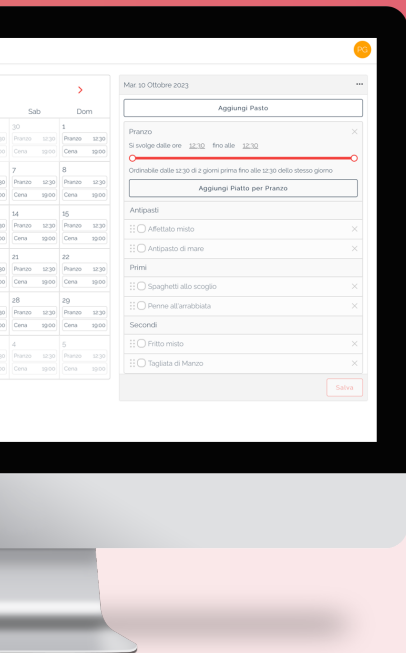 PG
Sab Dom
30 1
Pranzo 12:30 Pranzo 12:30
Cena 19:00 Cena 19:00
7 8
Pranzo 12:30 Pranzo 12:30
Cena 19:00 Cena 19:00
14 15
Pranzo 12:30 Pranzo 12:30
Cena 19:00 Cena 19:00
21 22
Pranzo 12:30 Pranzo 12:30
Cena 19:00 Cena 19:00
28 29
Pranzo 12:30 Pranzo 12:30
Cena 19:00 Cena 19:00
4 5
Pranzo 12:30 Pranzo 12:30
Cena 19:00 Cena 19:00
Mar. 10 Ottobre 2023
Aggiungi Pasto
Pranzo
Si svolge dalle ore 12:30 fino alle 12:30
Ordinabile dalle 12:30 di 2 giorni prima fino alle 12:30 dello stesso giorno
Aggiungi Piatto per Pranzo
Antipasti
Affettato misto
Antipasto di mare
Primi
Spaghetti allo scoglio
Penne all'arrabbiata
Secondi
Fritto misto
Tagliata di Manzo
Salva